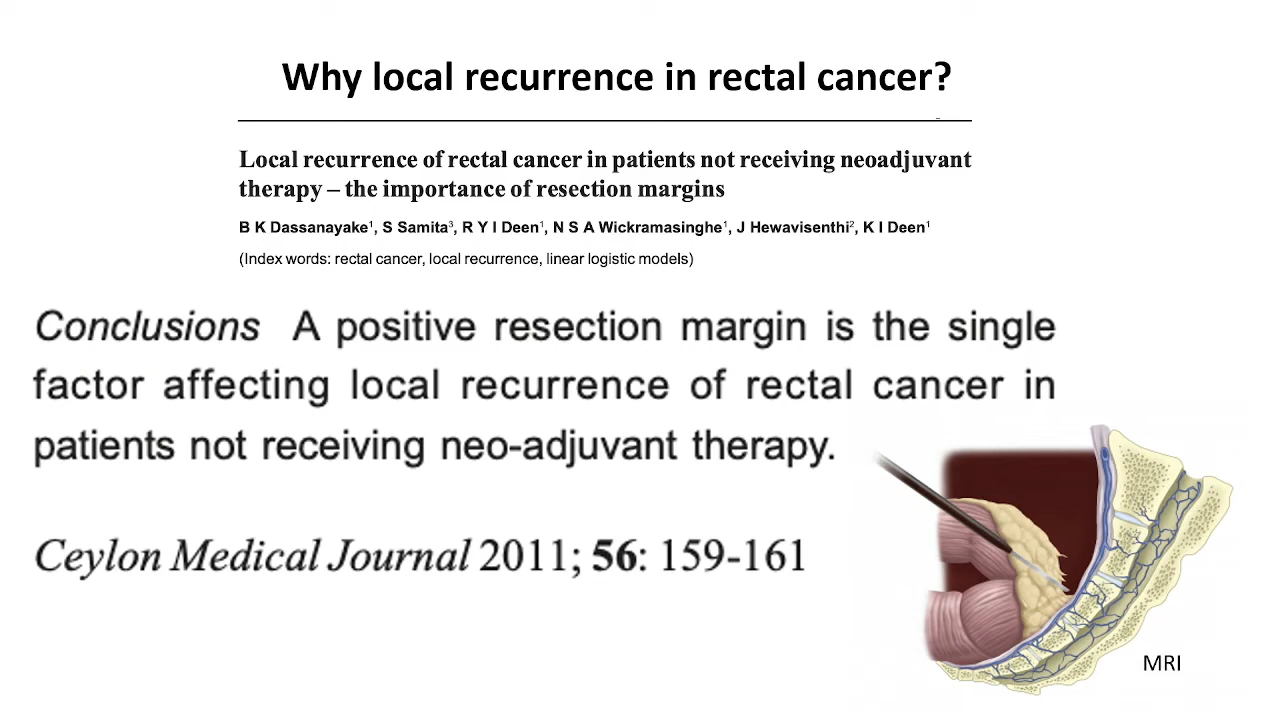 Why local recurrence in rectal cancer?
Local recurrence of rectal cancer in patients not receiving neoadjuvant
therapy – the importance of resection margins
B K Dassanayake¹, S Samita³, R Y I Deen¹, N S A Wickramasinghe¹, J Hewavisenthi², K I Deen¹
(Index words: rectal cancer, local recurrence, linear logistic models)
Conclusions A positive resection margin is the single
factor affecting local recurrence of rectal cancer in
patients not receiving neo-adjuvant therapy.
Ceylon Medical Journal 2011; 56: 159-161
MRI